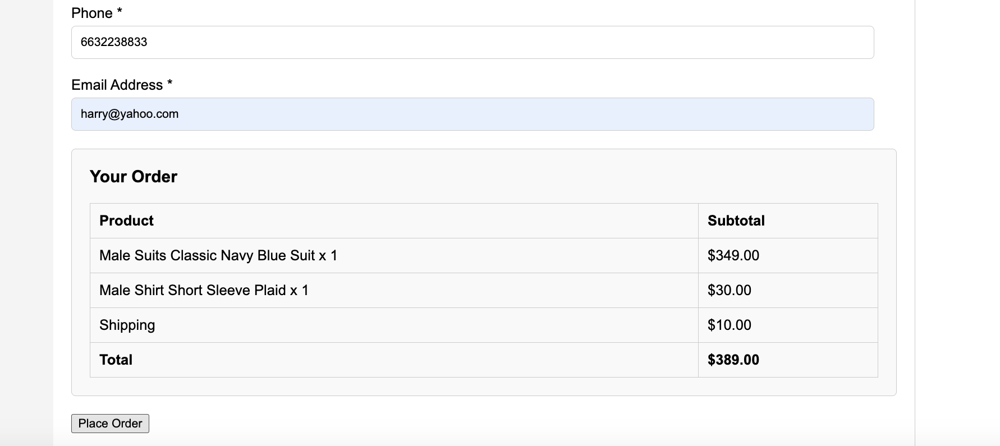 Phone *
6632238833
Email Address *
harry@yahoo.com
Your Order
Product Subtotal
Male Suits Classic Navy Blue Suit x 1 $349.00
Male Shirt Short Sleeve Plaid x 1 $30.00
Shipping $10.00
Total $389.00
Place Order